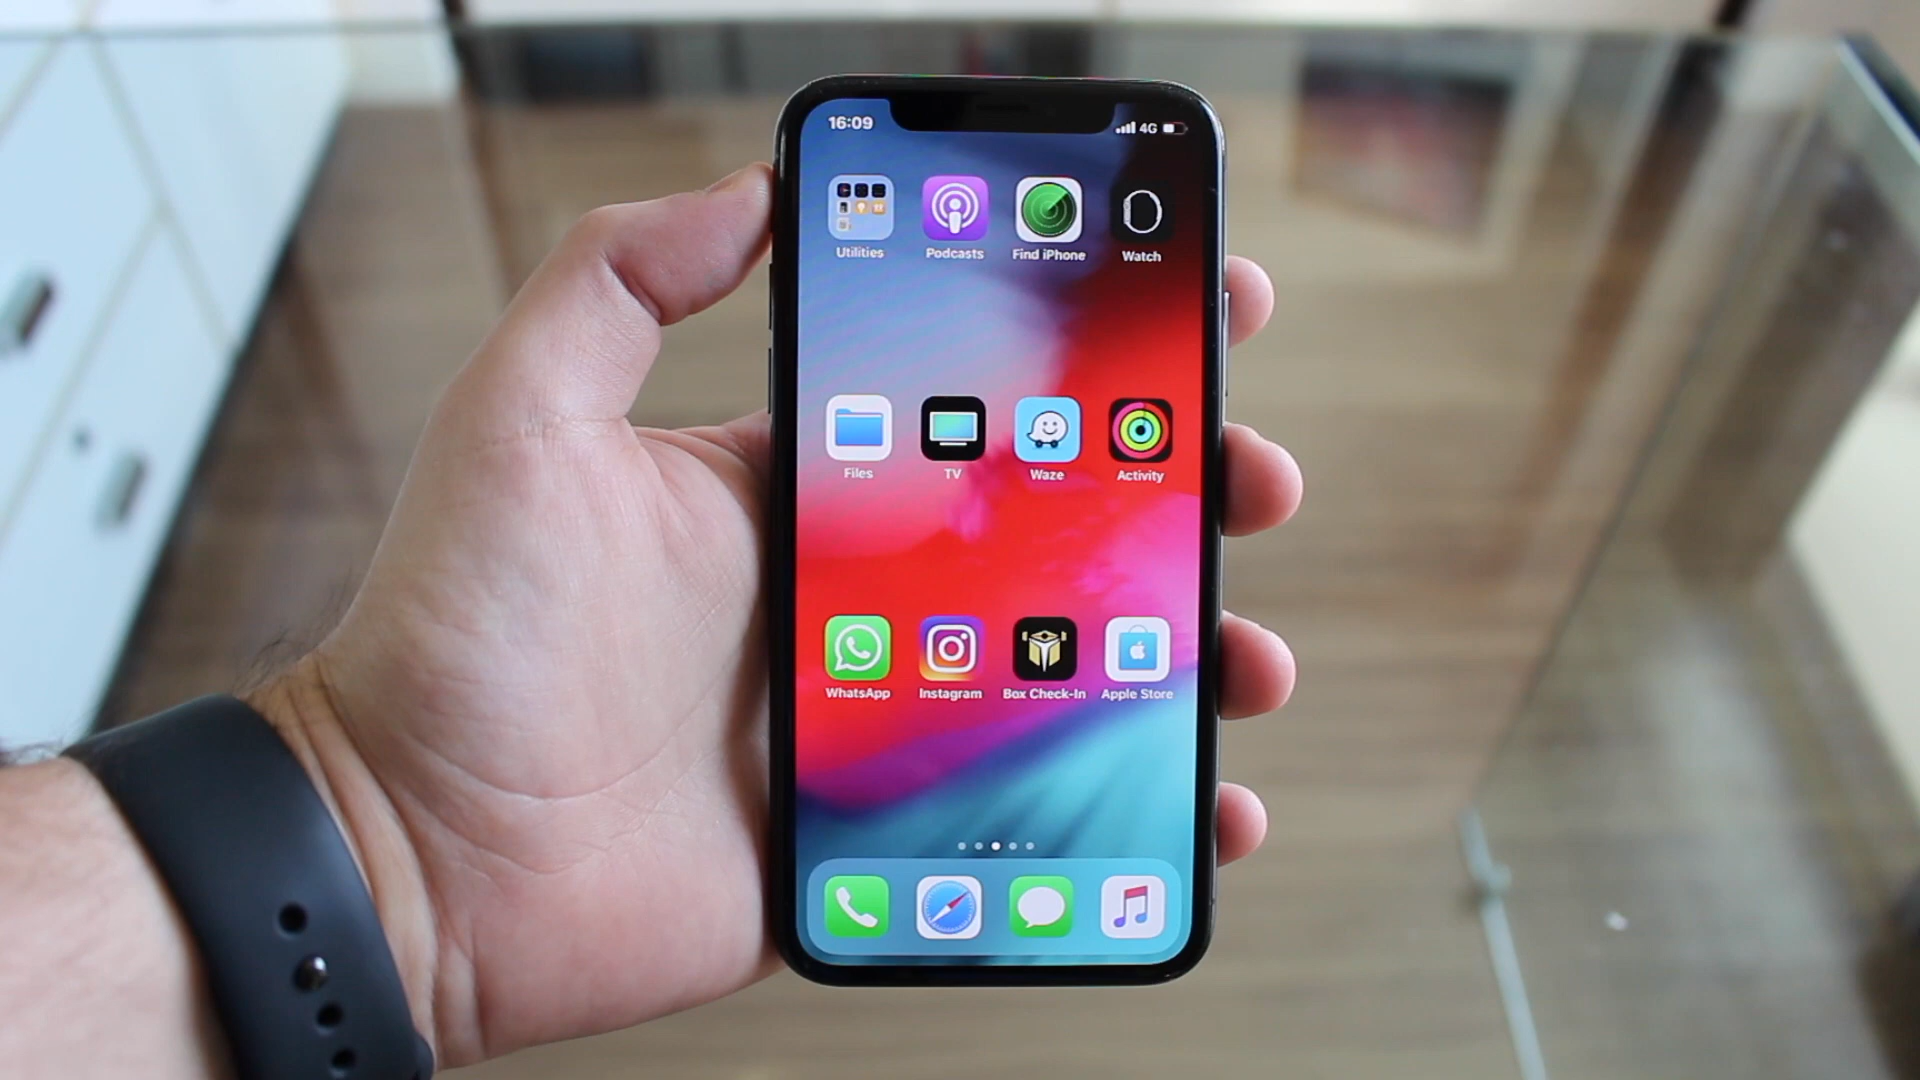 16:09 4G
Utilities Podcasts Find iPhone Watch
Files TV Waze Activity
WhatsApp Instagram Box Check-In Apple Store